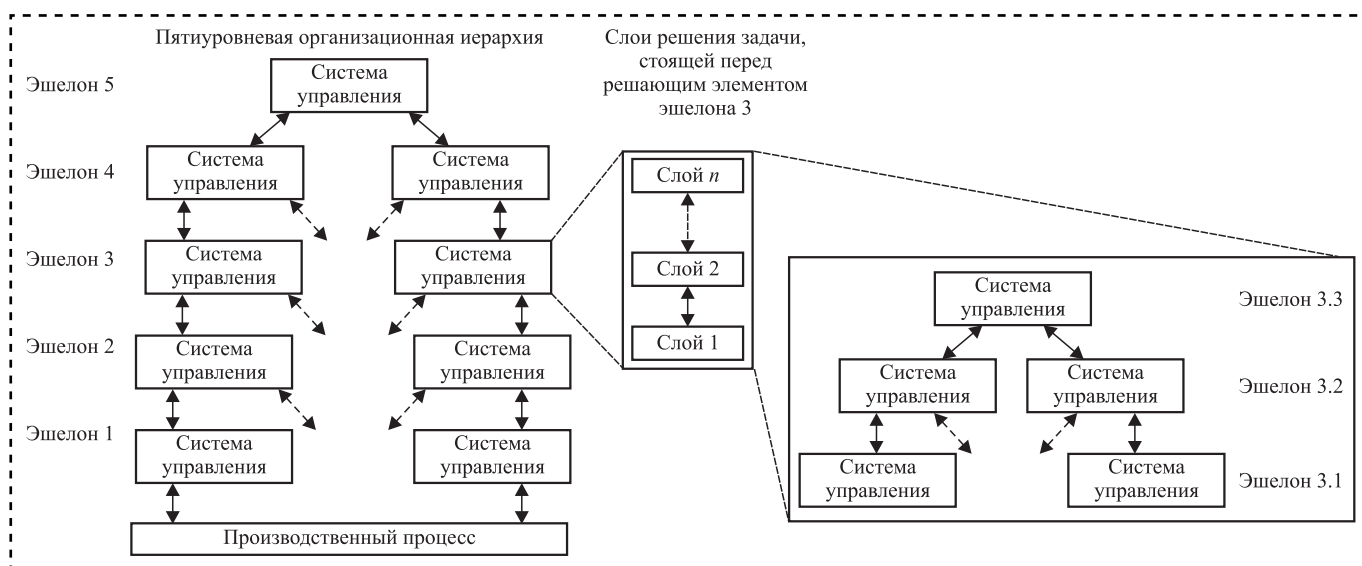 Пятиуровневая организационная иерархия
Слои решения задачи,
стоящей перед
решающим элементом
эшелона 3
Эшелон 5
Система
управления
Эшелон 4
Система
управления
Система
управления
Эшелон 3
Система
управления
Система
управления
Эшелон 2
Система
управления
Система
управления
Эшелон 1
Система
управления
Система
управления
Производственный процесс
Слой n
Слой 2
Слой 1
Система
управления
Эшелон 3.3
Система
управления
Система
управления
Эшелон 3.2
Система
управления
Система
управления
Эшелон 3.1